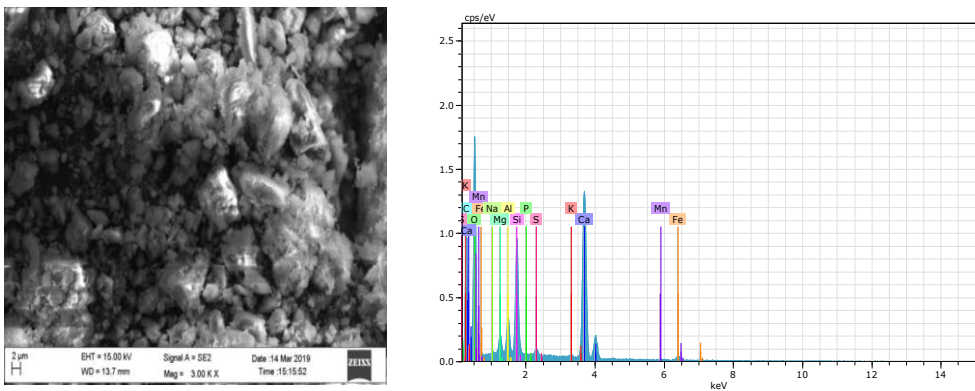 2 µm
EHT = 15.00 kV
Signal A = SE2
Date :14 Mar 2019
ZEISS
WD = 13.7 mm
Mag = 3.00 K X
Time :15:15:52
cps/eV
2.5
2.0
1.5
1.0
0.5
0.0
K
Mn
C Fe Na Al P
S O Mg Si S
Ca
K
Ca
Mn
Fe
2 4 6 8 10 12 14
keV